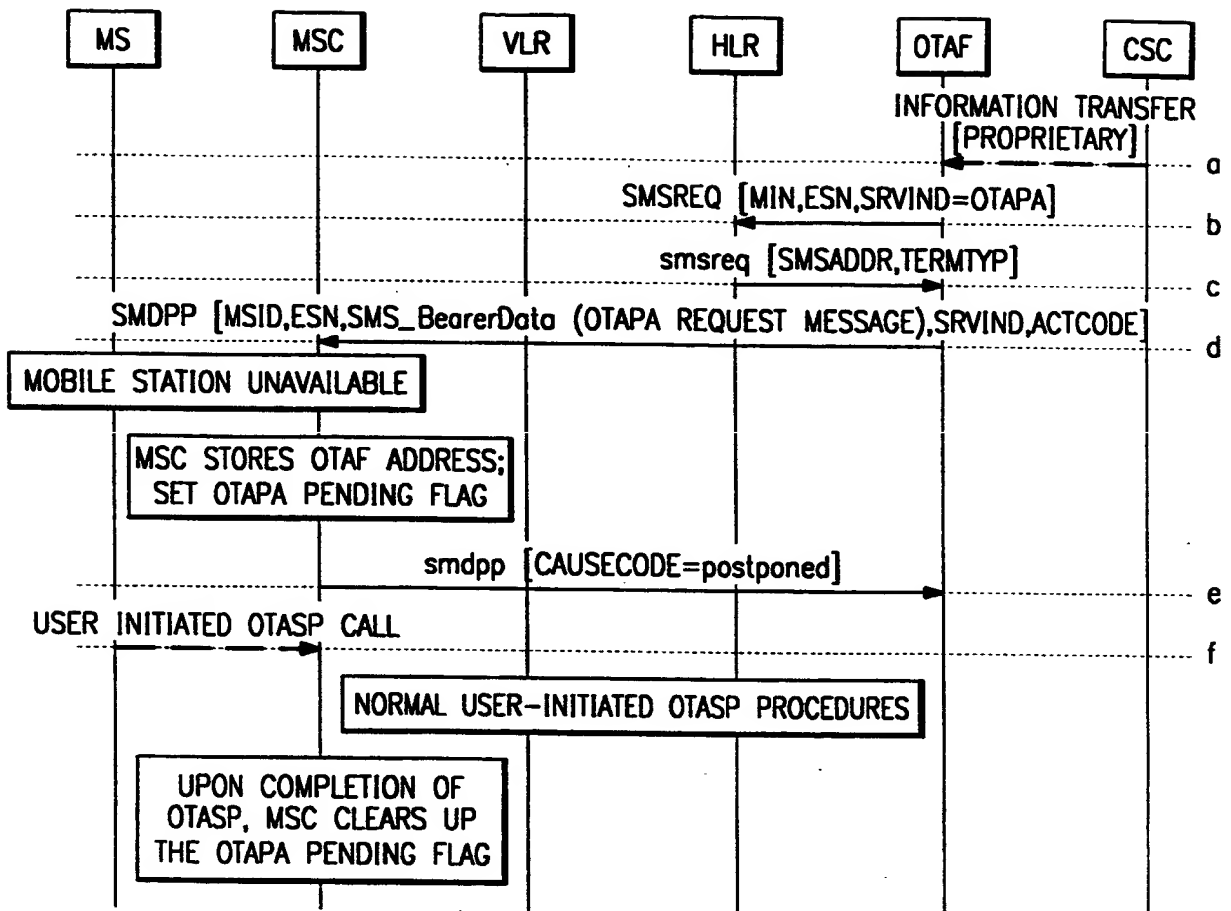 MS MSC VLR HLR OTAF CSC
INFORMATION TRANSFER
[PROPRIETARY]
a
SMSREQ [MIN,ESN,SRVIND=OTAPA]
b
smsreq [SMSADDR,TERMTYP]
c
SMDPP [MSID,ESN,SMS_BearerData (OTAPA REQUEST MESSAGE),SRVIND,ACTCODE]
d
MOBILE STATION UNAVAILABLE
MSC STORES OTAF ADDRESS;
SET OTAPA PENDING FLAG
smdpp [CAUSECODE=postponed]
e
USER INITIATED OTASP CALL
f
NORMAL USER-INITIATED OTASP PROCEDURES
UPON COMPLETION OF
OTASP, MSC CLEARS UP
THE OTAPA PENDING FLAG